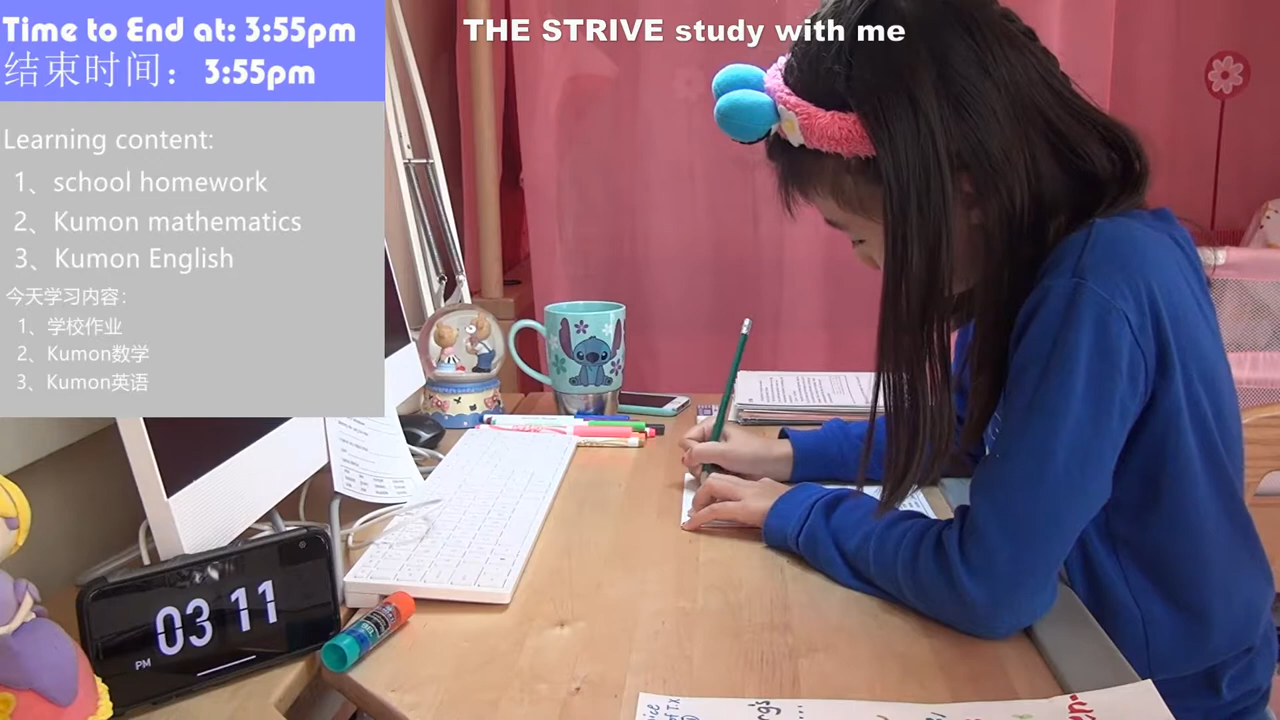 Time to End at: 3:55pm
结束时间：3:55pm
THE STRIVE study with me
Learning content:
1、school homework
2、Kumon mathematics
3、Kumon English
今天学习内容：
1、学校作业
2、Kumon数学
3、Kumon英语
PM 03 11